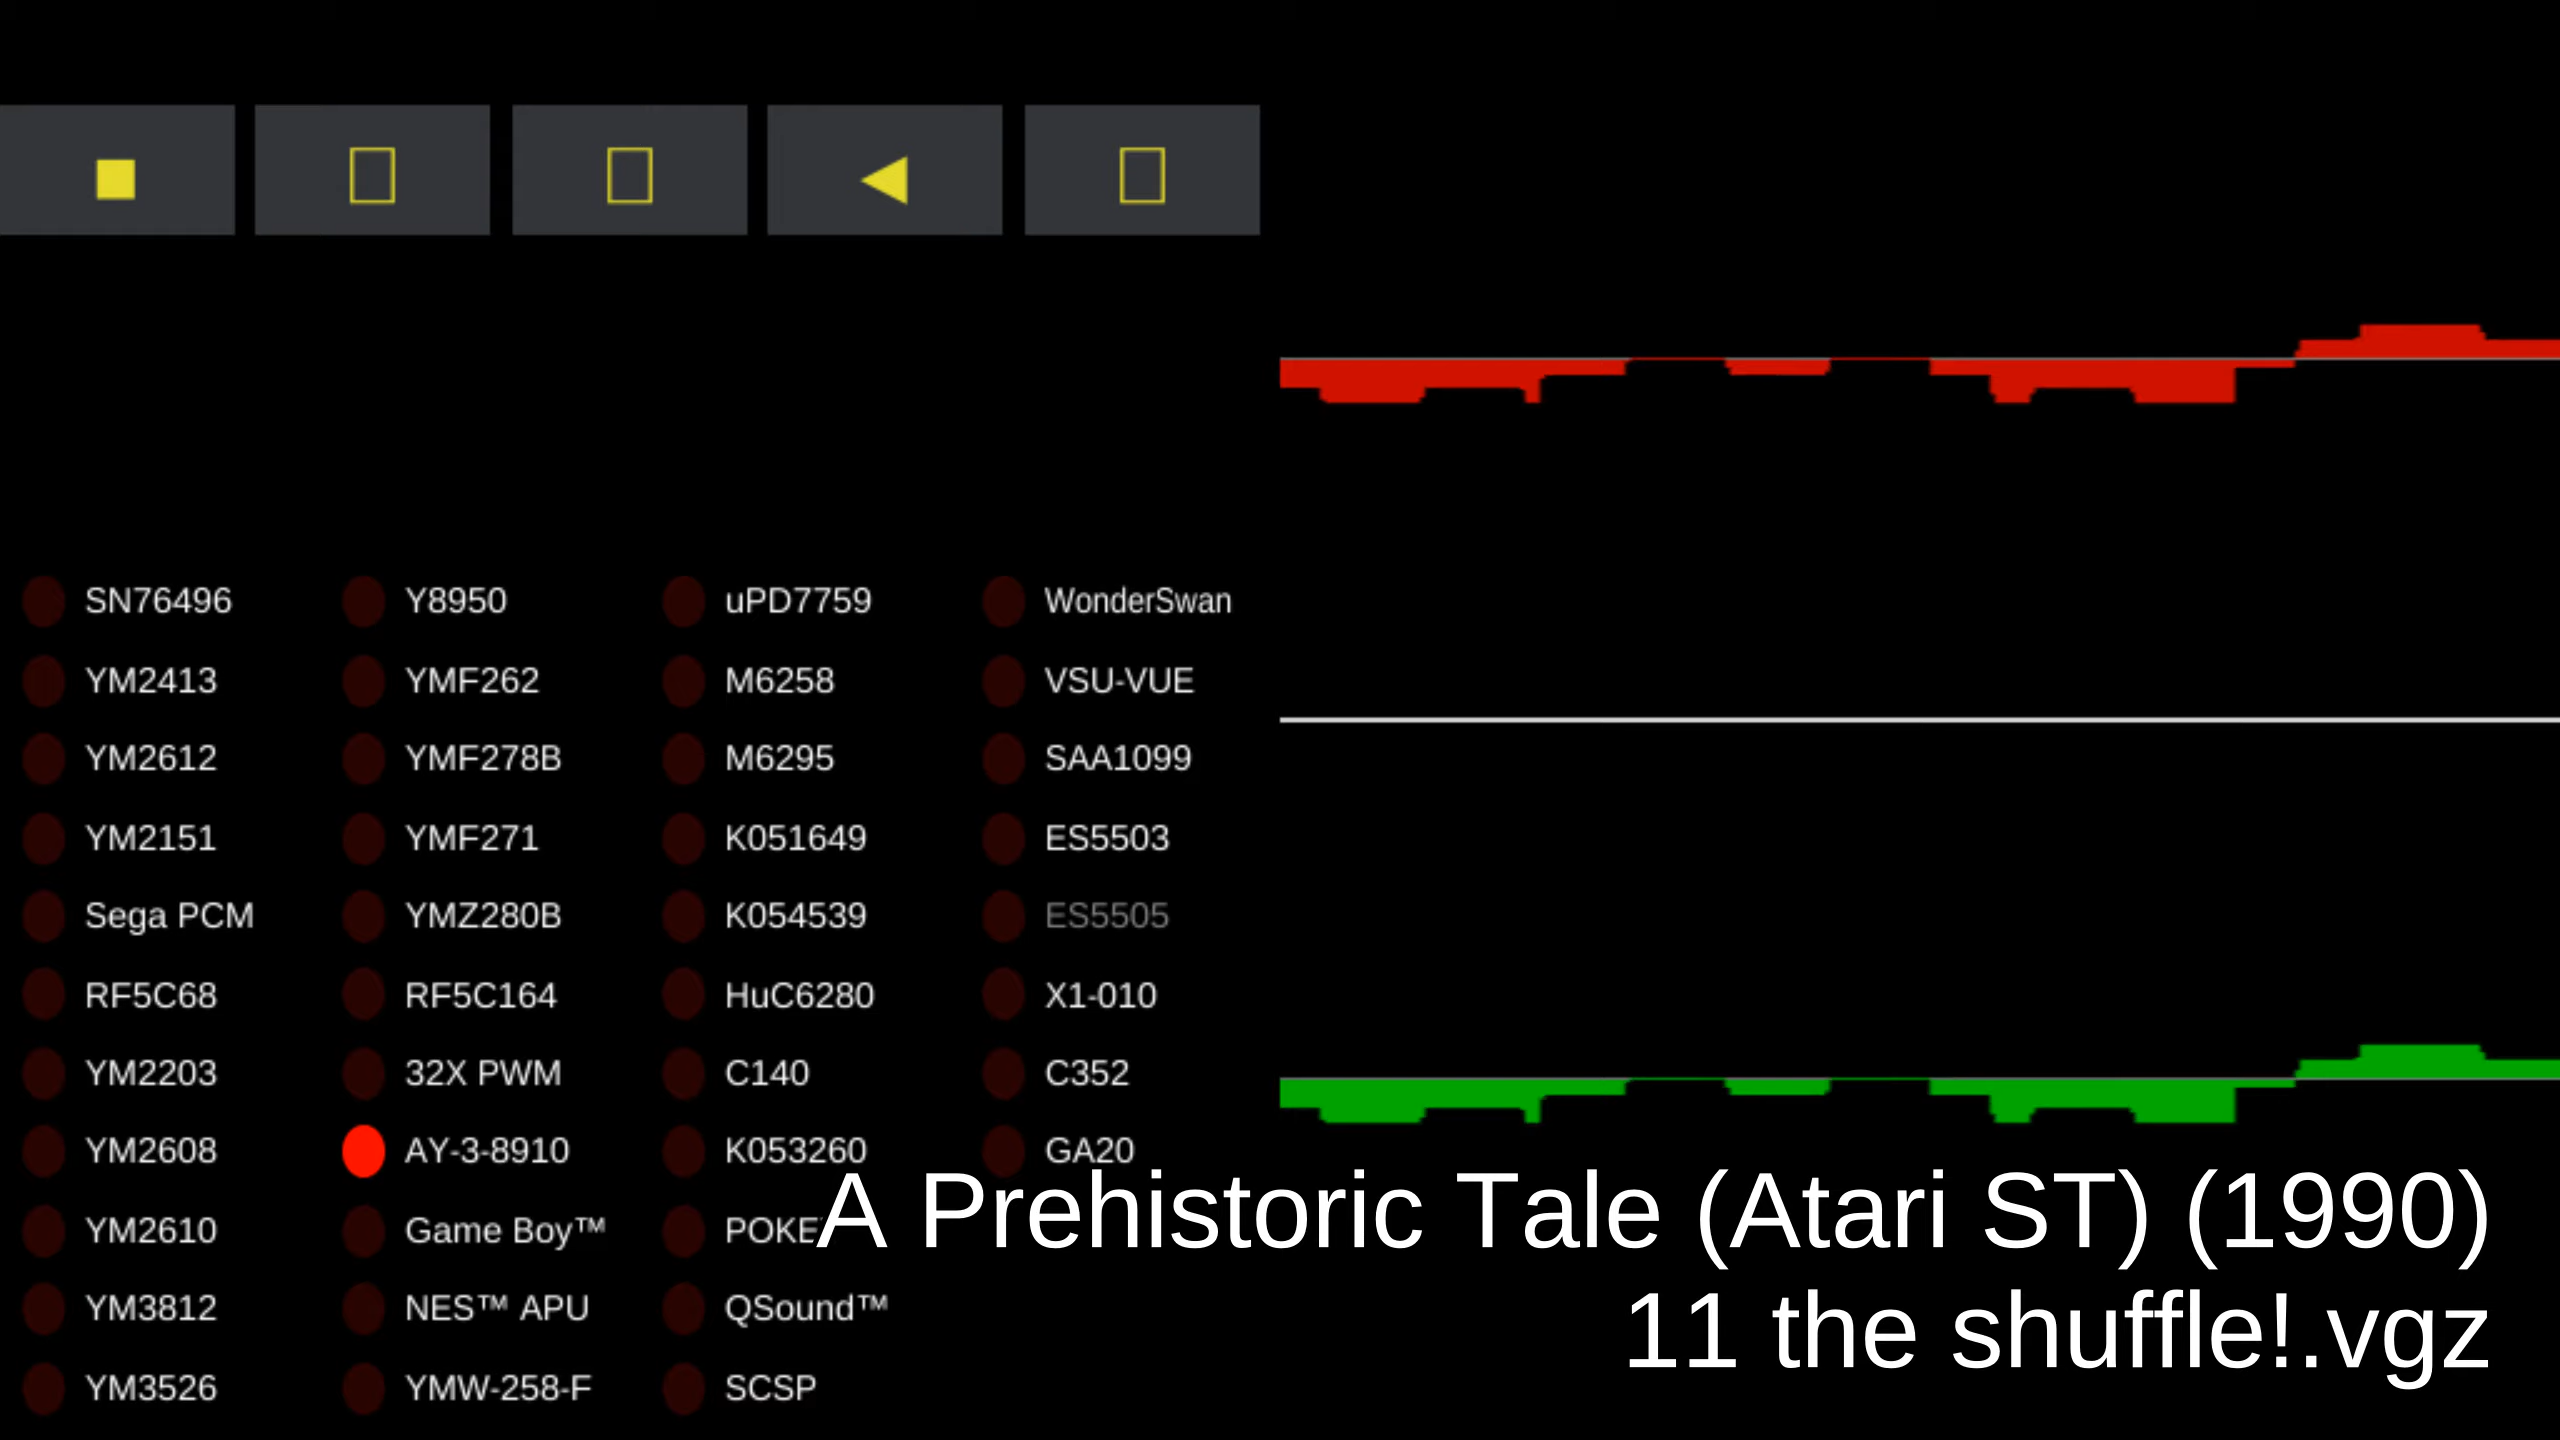 SN76496 Y8950 uPD7759 WonderSwan
YM2413 YMF262 M6258 VSU-VUE
YM2612 YMF278B M6295 SAA1099
YM2151 YMF271 K051649 ES5503
Sega PCM YMZ280B K054539 ES5505
RF5C68 RF5C164 HuC6280 X1-010
YM2203 32X PWM C140 C352
YM2608 AY-3-8910 K053260 GA20
YM2610 Game Boy™
YM3812 NES™ APU QSound™
YM3526 YMW-258-F SCSP
A Prehistoric Tale (Atari ST) (1990)
11 the shuffle!.vgz